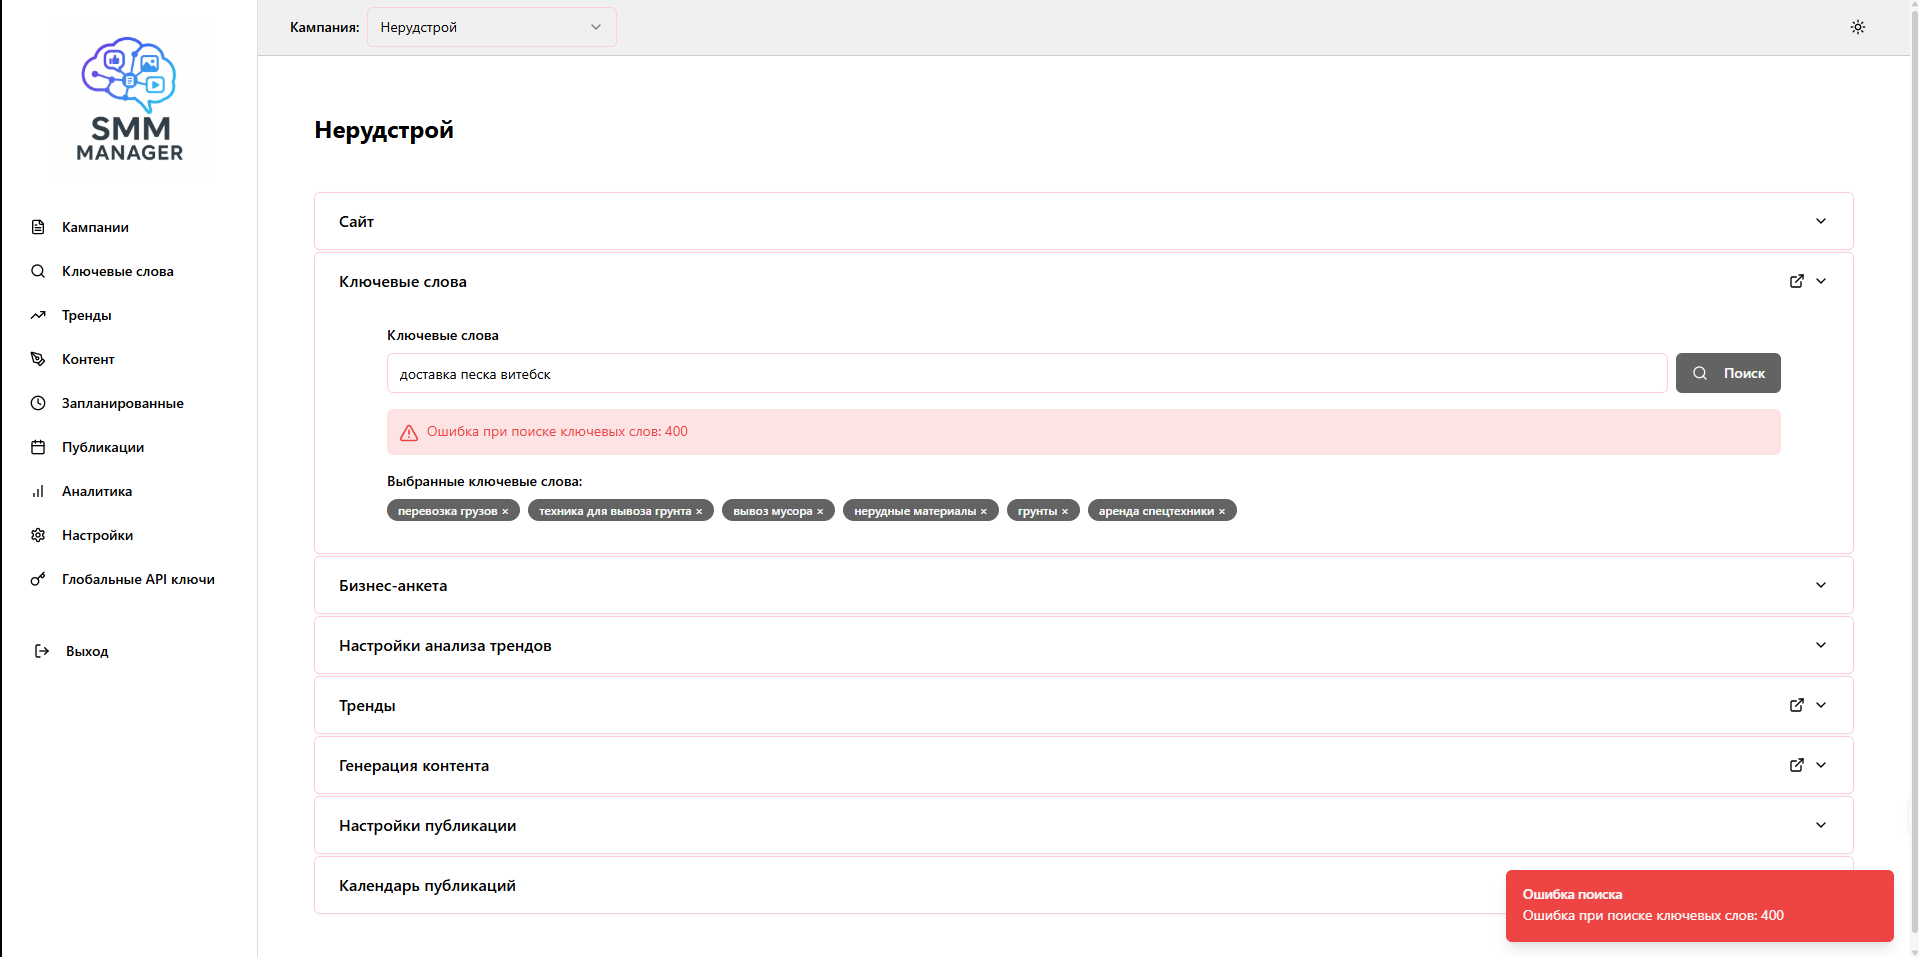 Кампания:
Нерудстрой
SMM
MANAGER
Кампании
Ключевые слова
Тренды
Контент
Запланированные
Публикации
Аналитика
Настройки
Глобальные API ключи
Выход
Нерудстрой
Сайт
Ключевые слова
Ключевые слова
доставка песка витебск
Поиск
Ошибка при поиске ключевых слов: 400
Выбранные ключевые слова:
перевозка грузов × техника для вывоза грунта × вывоз мусора × нерудные материалы × грунты × аренда спецтехники ×
Бизнес-анкета
Настройки анализа трендов
Тренды
Генерация контента
Настройки публикации
Календарь публикаций
Ошибка поиска
Ошибка при поиске ключевых слов: 400